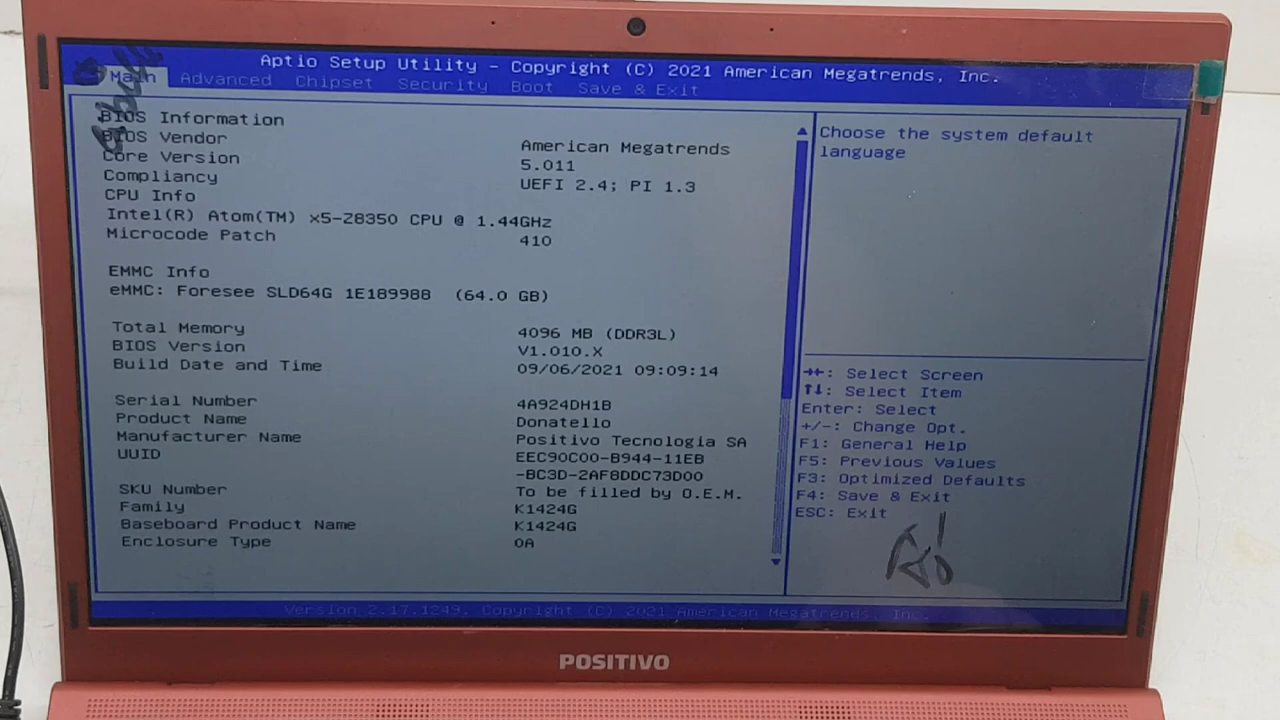 Aptio Setup Utility - Copyright (C) 2021 American Megatrends, Inc.
Main Advanced Chipset Security Boot Save & Exit
BIOS Information
BIOS Vendor American Megatrends
Core Version 5.011
Compliancy UEFI 2.4; PI 1.3
CPU Info
Intel(R) Atom(TM) x5-Z8350 CPU @ 1.44GHz
Microcode Patch 410
EMMC Info
eMMC: Foresee SLD64G 1E189988 (64.0 GB)
Total Memory 4096 MB (DDR3L)
BIOS Version V1.010.X
Build Date and Time 09/06/2021 09:09:14
Serial Number 4A924DH1B
Product Name Donatello
Manufacturer Name Positivo Tecnologia SA
UUID EEC90C00-B944-11EB
-BC3D-2AF8DDC73D00
SKU Number To be filled by O.E.M.
Family K1424G
Baseboard Product Name K1424G
Enclosure Type 0A
Choose the system default
language
→←: Select Screen
↑↓: Select Item
Enter: Select
+/-: Change Opt.
F1: General Help
F5: Previous Values
F3: Optimized Defaults
F4: Save & Exit
ESC: Exit
Version 2.17.1249. Copyright (C) 2021 American Megatrends, Inc.
POSITIVO